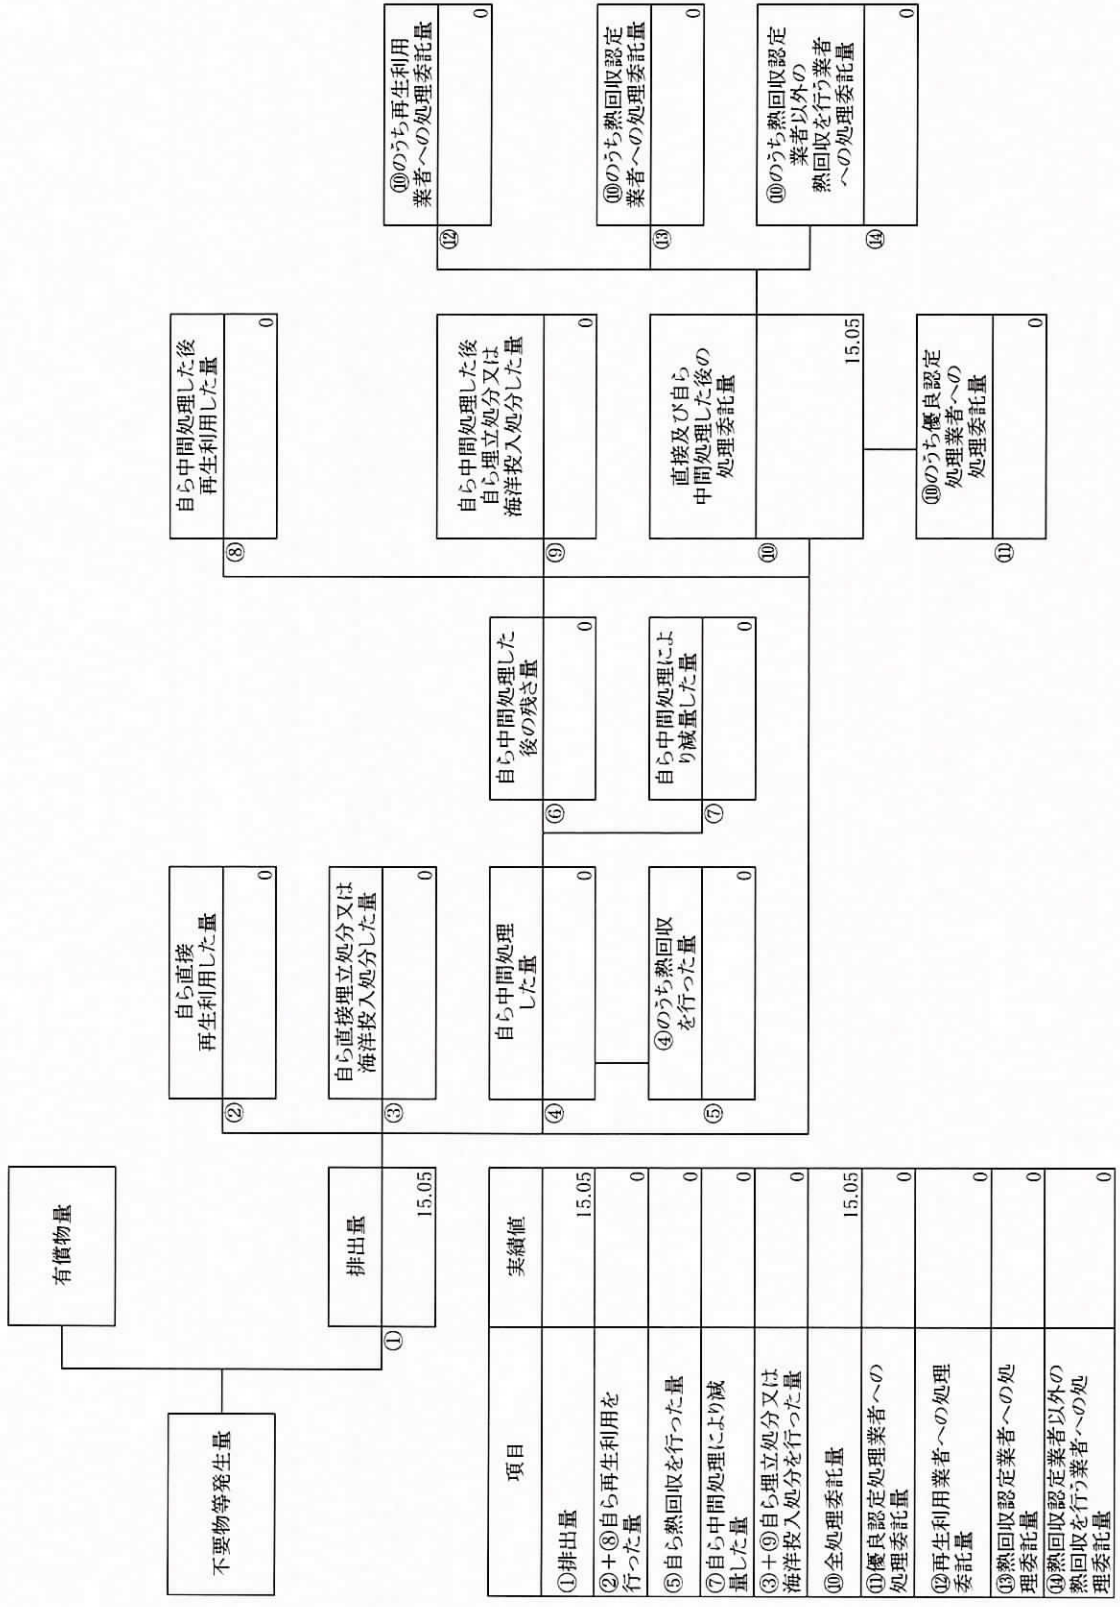 不要物等発生量
有償物量
①
排出量
15.05
②
自ら直接
再生利用した量
0
③
自ら直接埋立処分又は
海洋投入処分した量
0
④
自ら中間処理
した量
0
⑤
④のうち熱回収
を行った量
0
⑥
自ら中間処理した
後の残さ量
0
⑦
自ら中間処理によ
り減量した量
0
⑧
自ら中間処理した後
再生利用した量
0
⑨
自ら中間処理した後
自ら埋立処分又は
海洋投入処分した量
0
⑩
直接及び自ら
中間処理した後の
処理委託量
15.05
⑪
⑩のうち優良認定
処理業者への
処理委託量
0
⑫
⑩のうち再生利用
業者への処理委託量
0
⑬
⑩のうち熱回収認定
業者への処理委託量
0
⑭
⑩のうち熱回収認定
業者以外の
熱回収を行う業者
への処理委託量
0
項目 実績値
①排出量 15.05
②+⑧自ら再生利用を
行った量 0
⑤自ら熱回収を行った量 0
⑦自ら中間処理により減
量した量 0
③+⑨自ら埋立処分又は
海洋投入処分を行った量 0
⑩全処理委託量 15.05
⑪優良認定処理業者への
処理委託量 0
⑫再生利用業者への処理
委託量 0
⑬熱回収認定業者への処
理委託量 0
⑭熱回収認定業者以外の
熱回収を行う業者への処
理委託量 0